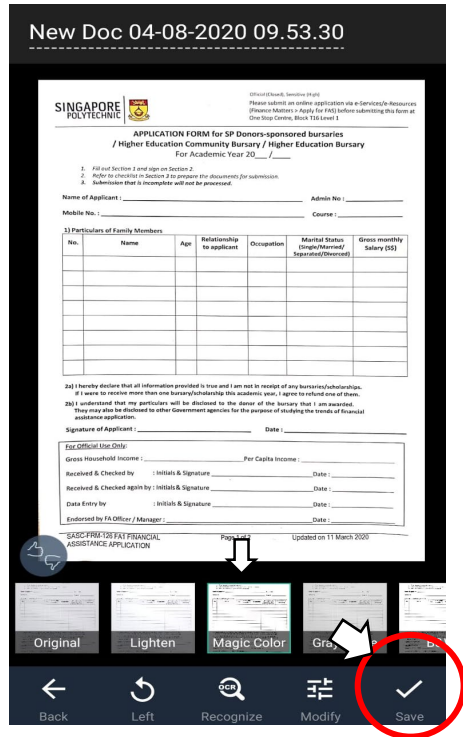 New Doc 04-08-2020 09.53.30
Official (Closed), Sensitive (High)
SINGAPORE
POLYTECHNIC
Please submit an online application via e-Services/e-Resources
(Finance Matters > Apply for FAS) before submitting this form at
One Stop Centre, Block T16 Level 1
APPLICATION FORM for SP Donors-sponsored bursaries
/ Higher Education Community Bursary / Higher Education Bursary
For Academic Year 20___ /____
1. Fill out Section 1 and sign on Section 2.
2. Refer to checklist in Section 3 to prepare the documents for submission.
3. Submission that is incomplete will not be processed.
Name of Applicant : Admin No :
Mobile No. : Course :
1) Particulars of Family Members
No. Name Age Relationship to applicant Occupation Marital Status (Single/Married/ Separated/Divorced) Gross monthly Salary (S$)
2a) I hereby declare that all information provided is true and I am not in receipt of any bursaries/scholarships.
If I were to receive more than one bursary/scholarship this academic year, I agree to refund one of them.
2b) I understand that my particulars will be disclosed to the donor of the bursary that I am awarded.
They may also be disclosed to other Government agencies for the purpose of studying the trends of financial
assistance application.
Signature of Applicant : Date :
For Official Use Only:
Gross Household Income : Per Capita Income :
Received & Checked by : Initials & Signature Date :
Received & Checked again by : Initials & Signature Date :
Data Entry by : Initials & Signature Date :
Endorsed by FA Officer / Manager : Date :
SASC-FRM-126 FA1 FINANCIAL Page of 2 Updated on 11 March 2020
ASSISTANCE APPLICATION
Original Lighten Magic Color
OCR
Back Left Recognize Modify Save